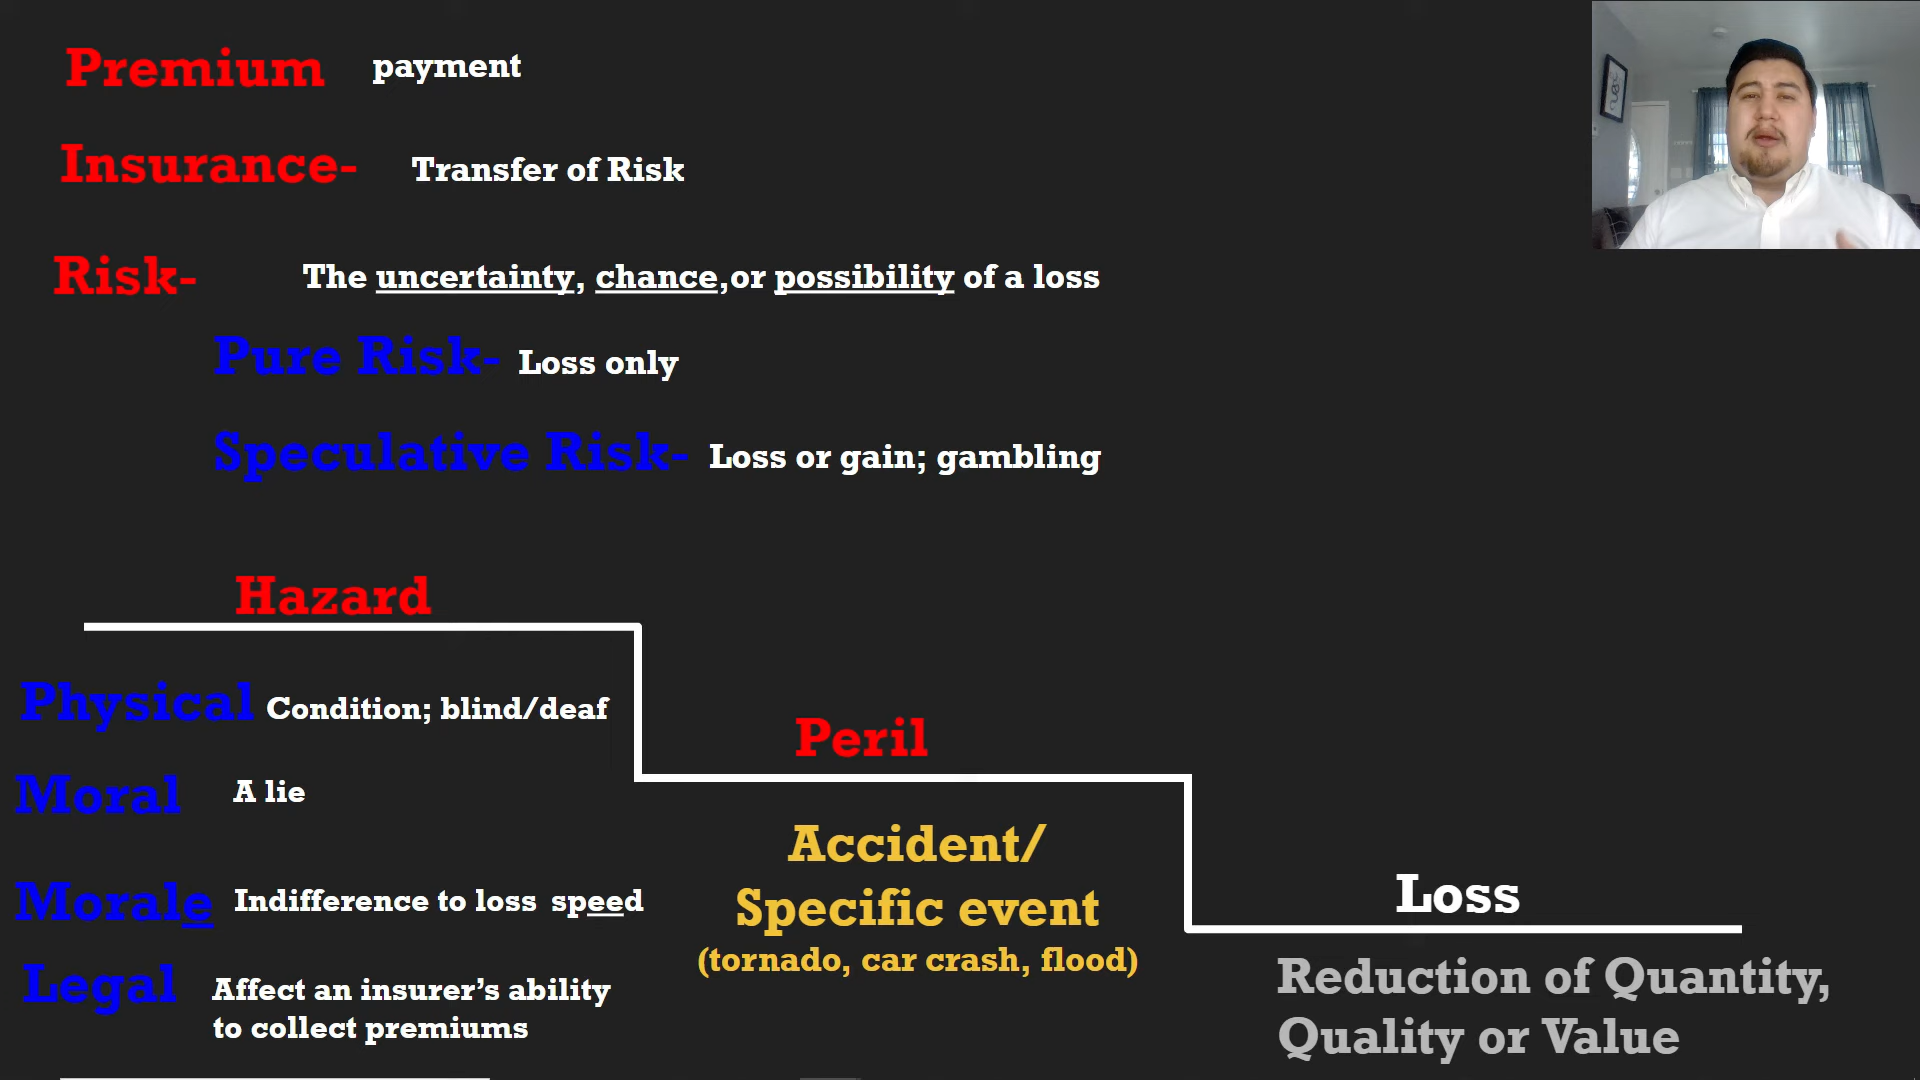 Premium payment
Insurance- Transfer of Risk
Risk- The uncertainty, chance,or possibility of a loss
Pure Risk- Loss only
Speculative Risk- Loss or gain; gambling
Hazard
Physical Condition; blind/deaf
Moral A lie
Morale Indifference to loss speed
Legal Affect an insurer's ability
to collect premiums
Peril
Accident/
Specific event
(tornado, car crash, flood)
Loss
Reduction of Quantity,
Quality or Value